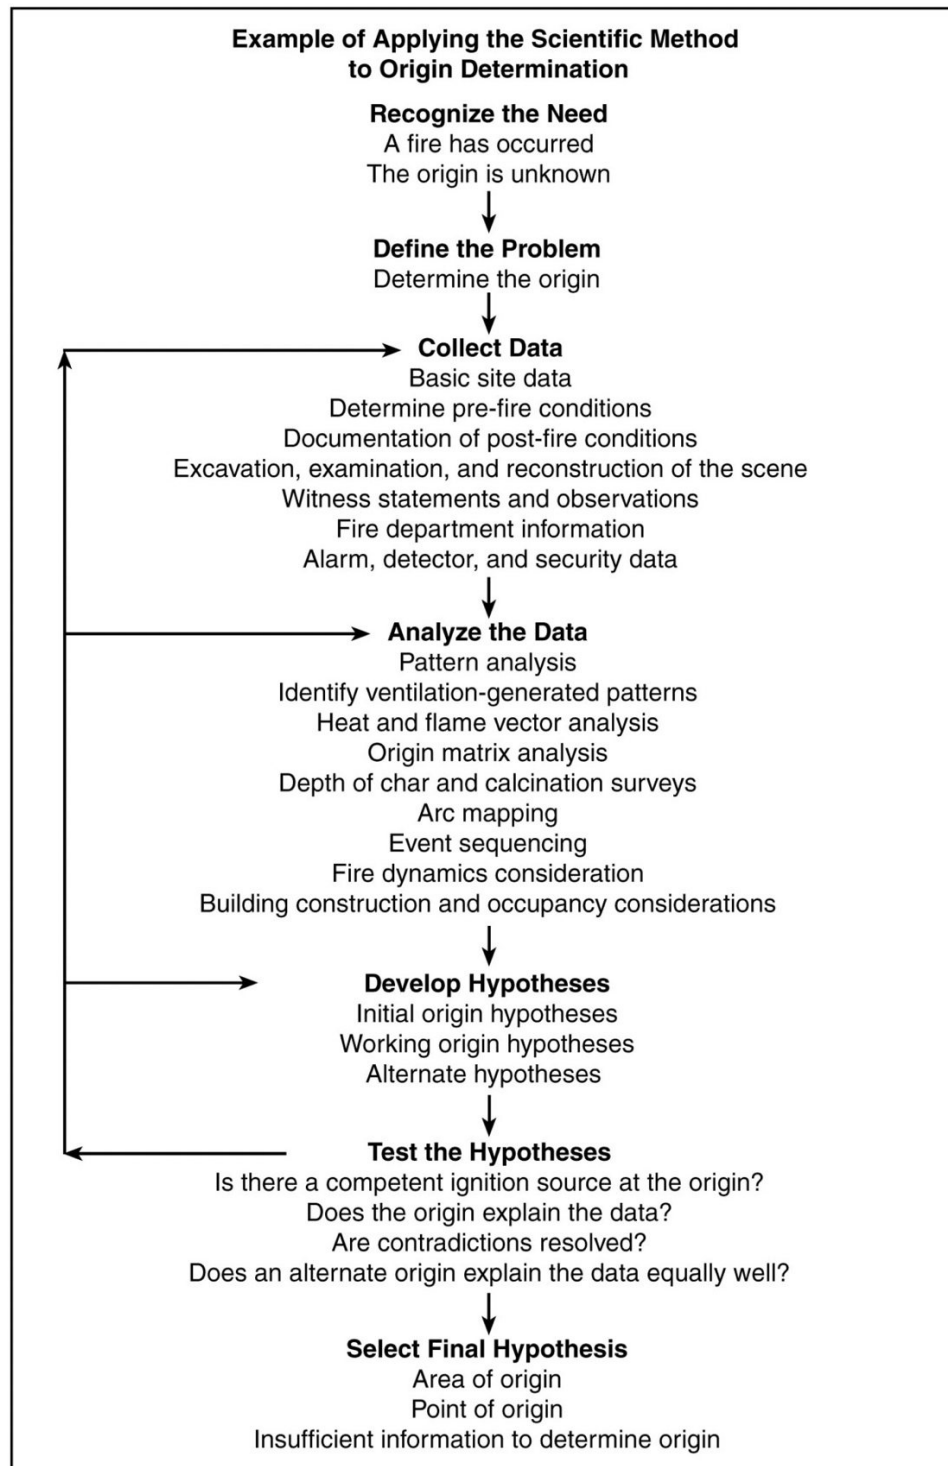 Example of Applying the Scientific Method
to Origin Determination
Recognize the Need
A fire has occurred
The origin is unknown
Define the Problem
Determine the origin
Collect Data
Basic site data
Determine pre-fire conditions
Documentation of post-fire conditions
Excavation, examination, and reconstruction of the scene
Witness statements and observations
Fire department information
Alarm, detector, and security data
Analyze the Data
Pattern analysis
Identify ventilation-generated patterns
Heat and flame vector analysis
Origin matrix analysis
Depth of char and calcination surveys
Arc mapping
Event sequencing
Fire dynamics consideration
Building construction and occupancy considerations
Develop Hypotheses
Initial origin hypotheses
Working origin hypotheses
Alternate hypotheses
Test the Hypotheses
Is there a competent ignition source at the origin?
Does the origin explain the data?
Are contradictions resolved?
Does an alternate origin explain the data equally well?
Select Final Hypothesis
Area of origin
Point of origin
Insufficient information to determine origin